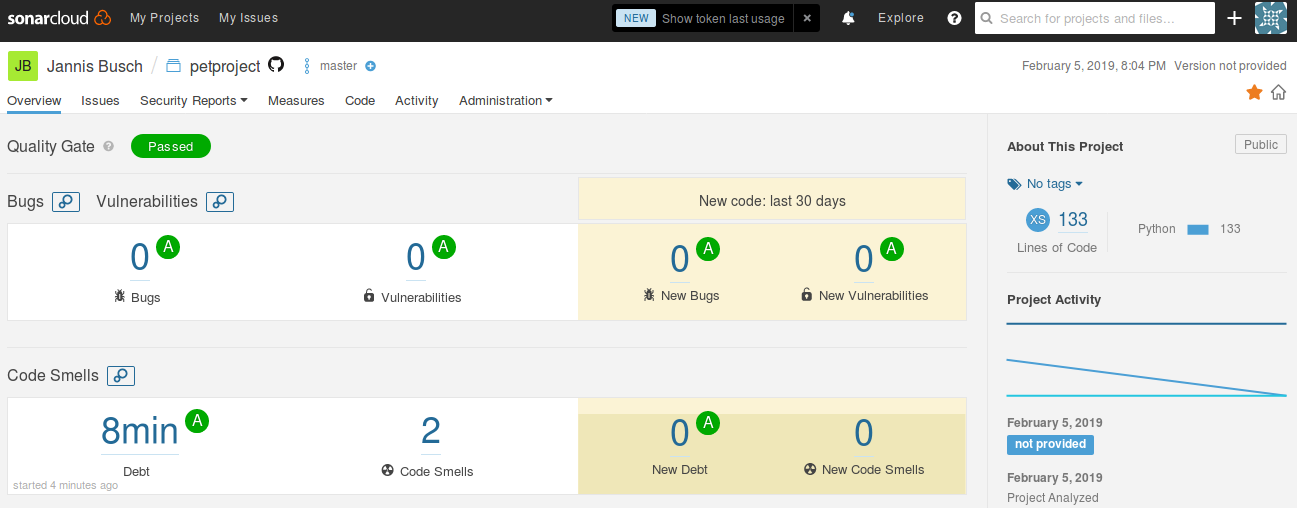 sonarcloud My Projects My Issues NEW Show token last usage × Explore ? Search for projects and files... +
JB Jannis Busch / petproject master February 5, 2019, 8:04 PM Version not provided
Overview Issues Security Reports Measures Code Activity Administration
Quality Gate ? Passed
Bugs Vulnerabilities New code: last 30 days
0 A 0 A 0 A 0 A
Bugs Vulnerabilities New Bugs New Vulnerabilities
Code Smells
8min A 2 0 A 0
Debt Code Smells New Debt New Code Smells
started 4 minutes ago
About This Project Public
No tags
XS 133 Python 133
Lines of Code
Project Activity
February 5, 2019
not provided
February 5, 2019
Project Analyzed